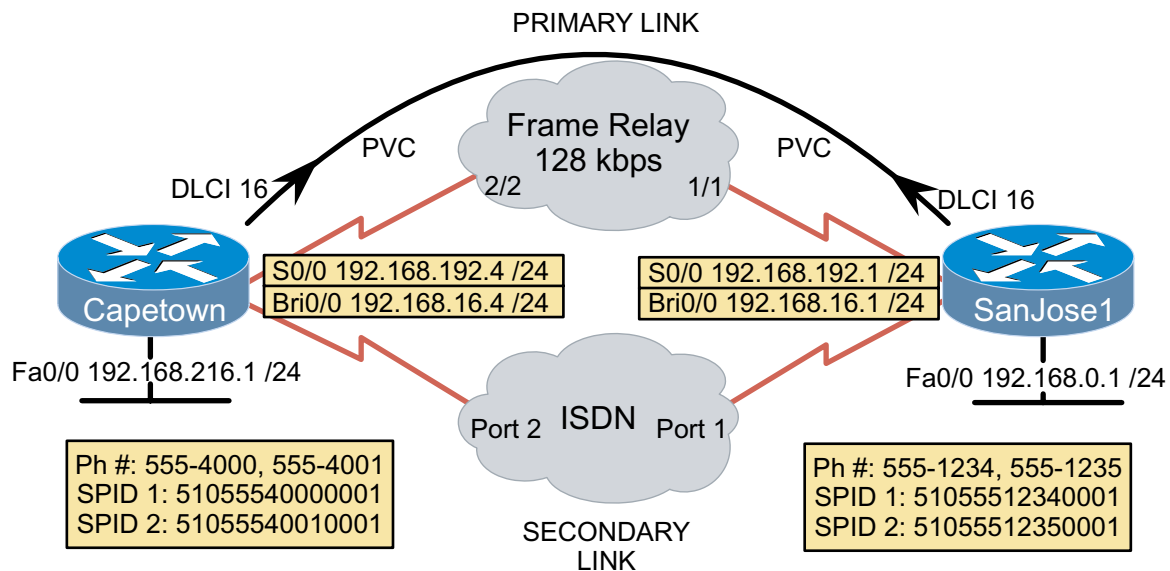 PRIMARY LINK
Frame Relay
128 kbps
PVC
PVC
DLCI 16
2/2
1/1
DLCI 16
S0/0 192.168.192.4 /24
Bri0/0 192.168.16.4 /24
S0/0 192.168.192.1 /24
Bri0/0 192.168.16.1 /24
Capetown
SanJose1
Fa0/0 192.168.216.1 /24
Fa0/0 192.168.0.1 /24
Port 2
ISDN
Port 1
Ph #: 555-4000, 555-4001
SPID 1: 51055540000001
SPID 2: 51055540010001
Ph #: 555-1234, 555-1235
SPID 1: 51055512340001
SPID 2: 51055512350001
SECONDARY
LINK